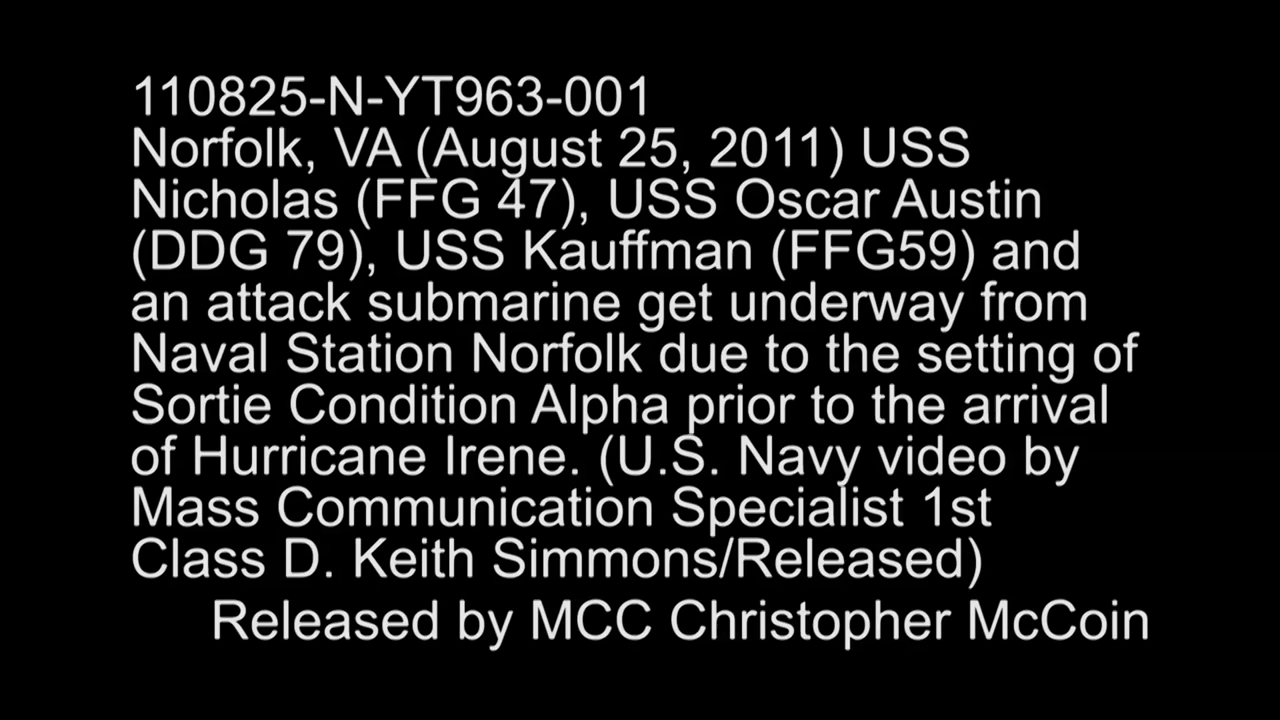 110825-N-YT963-001
Norfolk, VA (August 25, 2011) USS
Nicholas (FFG 47), USS Oscar Austin
(DDG 79), USS Kauffman (FFG59) and
an attack submarine get underway from
Naval Station Norfolk due to the setting of
Sortie Condition Alpha prior to the arrival
of Hurricane Irene. (U.S. Navy video by
Mass Communication Specialist 1st
Class D. Keith Simmons/Released)
Released by MCC Christopher McCoin